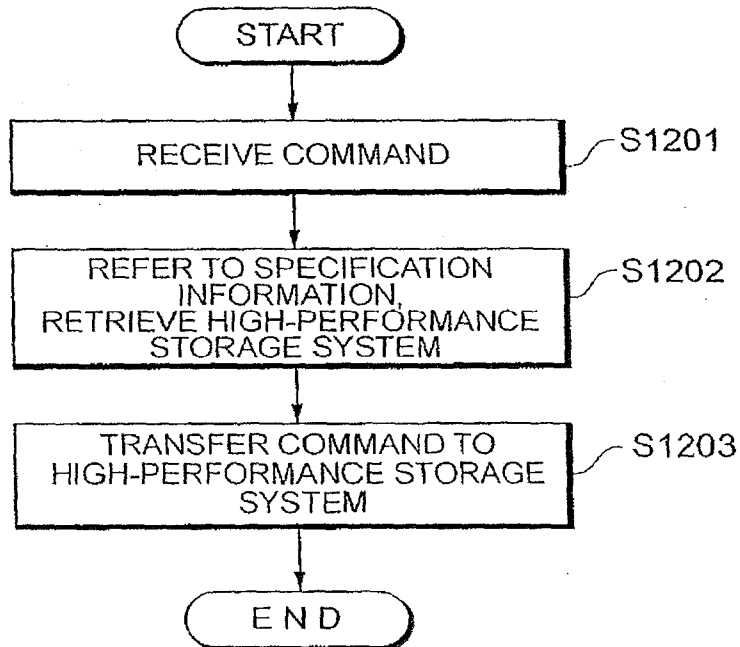 START
RECEIVE COMMAND
S1201
REFER TO SPECIFICATION
INFORMATION,
RETRIEVE HIGH-PERFORMANCE
STORAGE SYSTEM
S1202
TRANSFER COMMAND TO
HIGH-PERFORMANCE STORAGE
SYSTEM
S1203
END